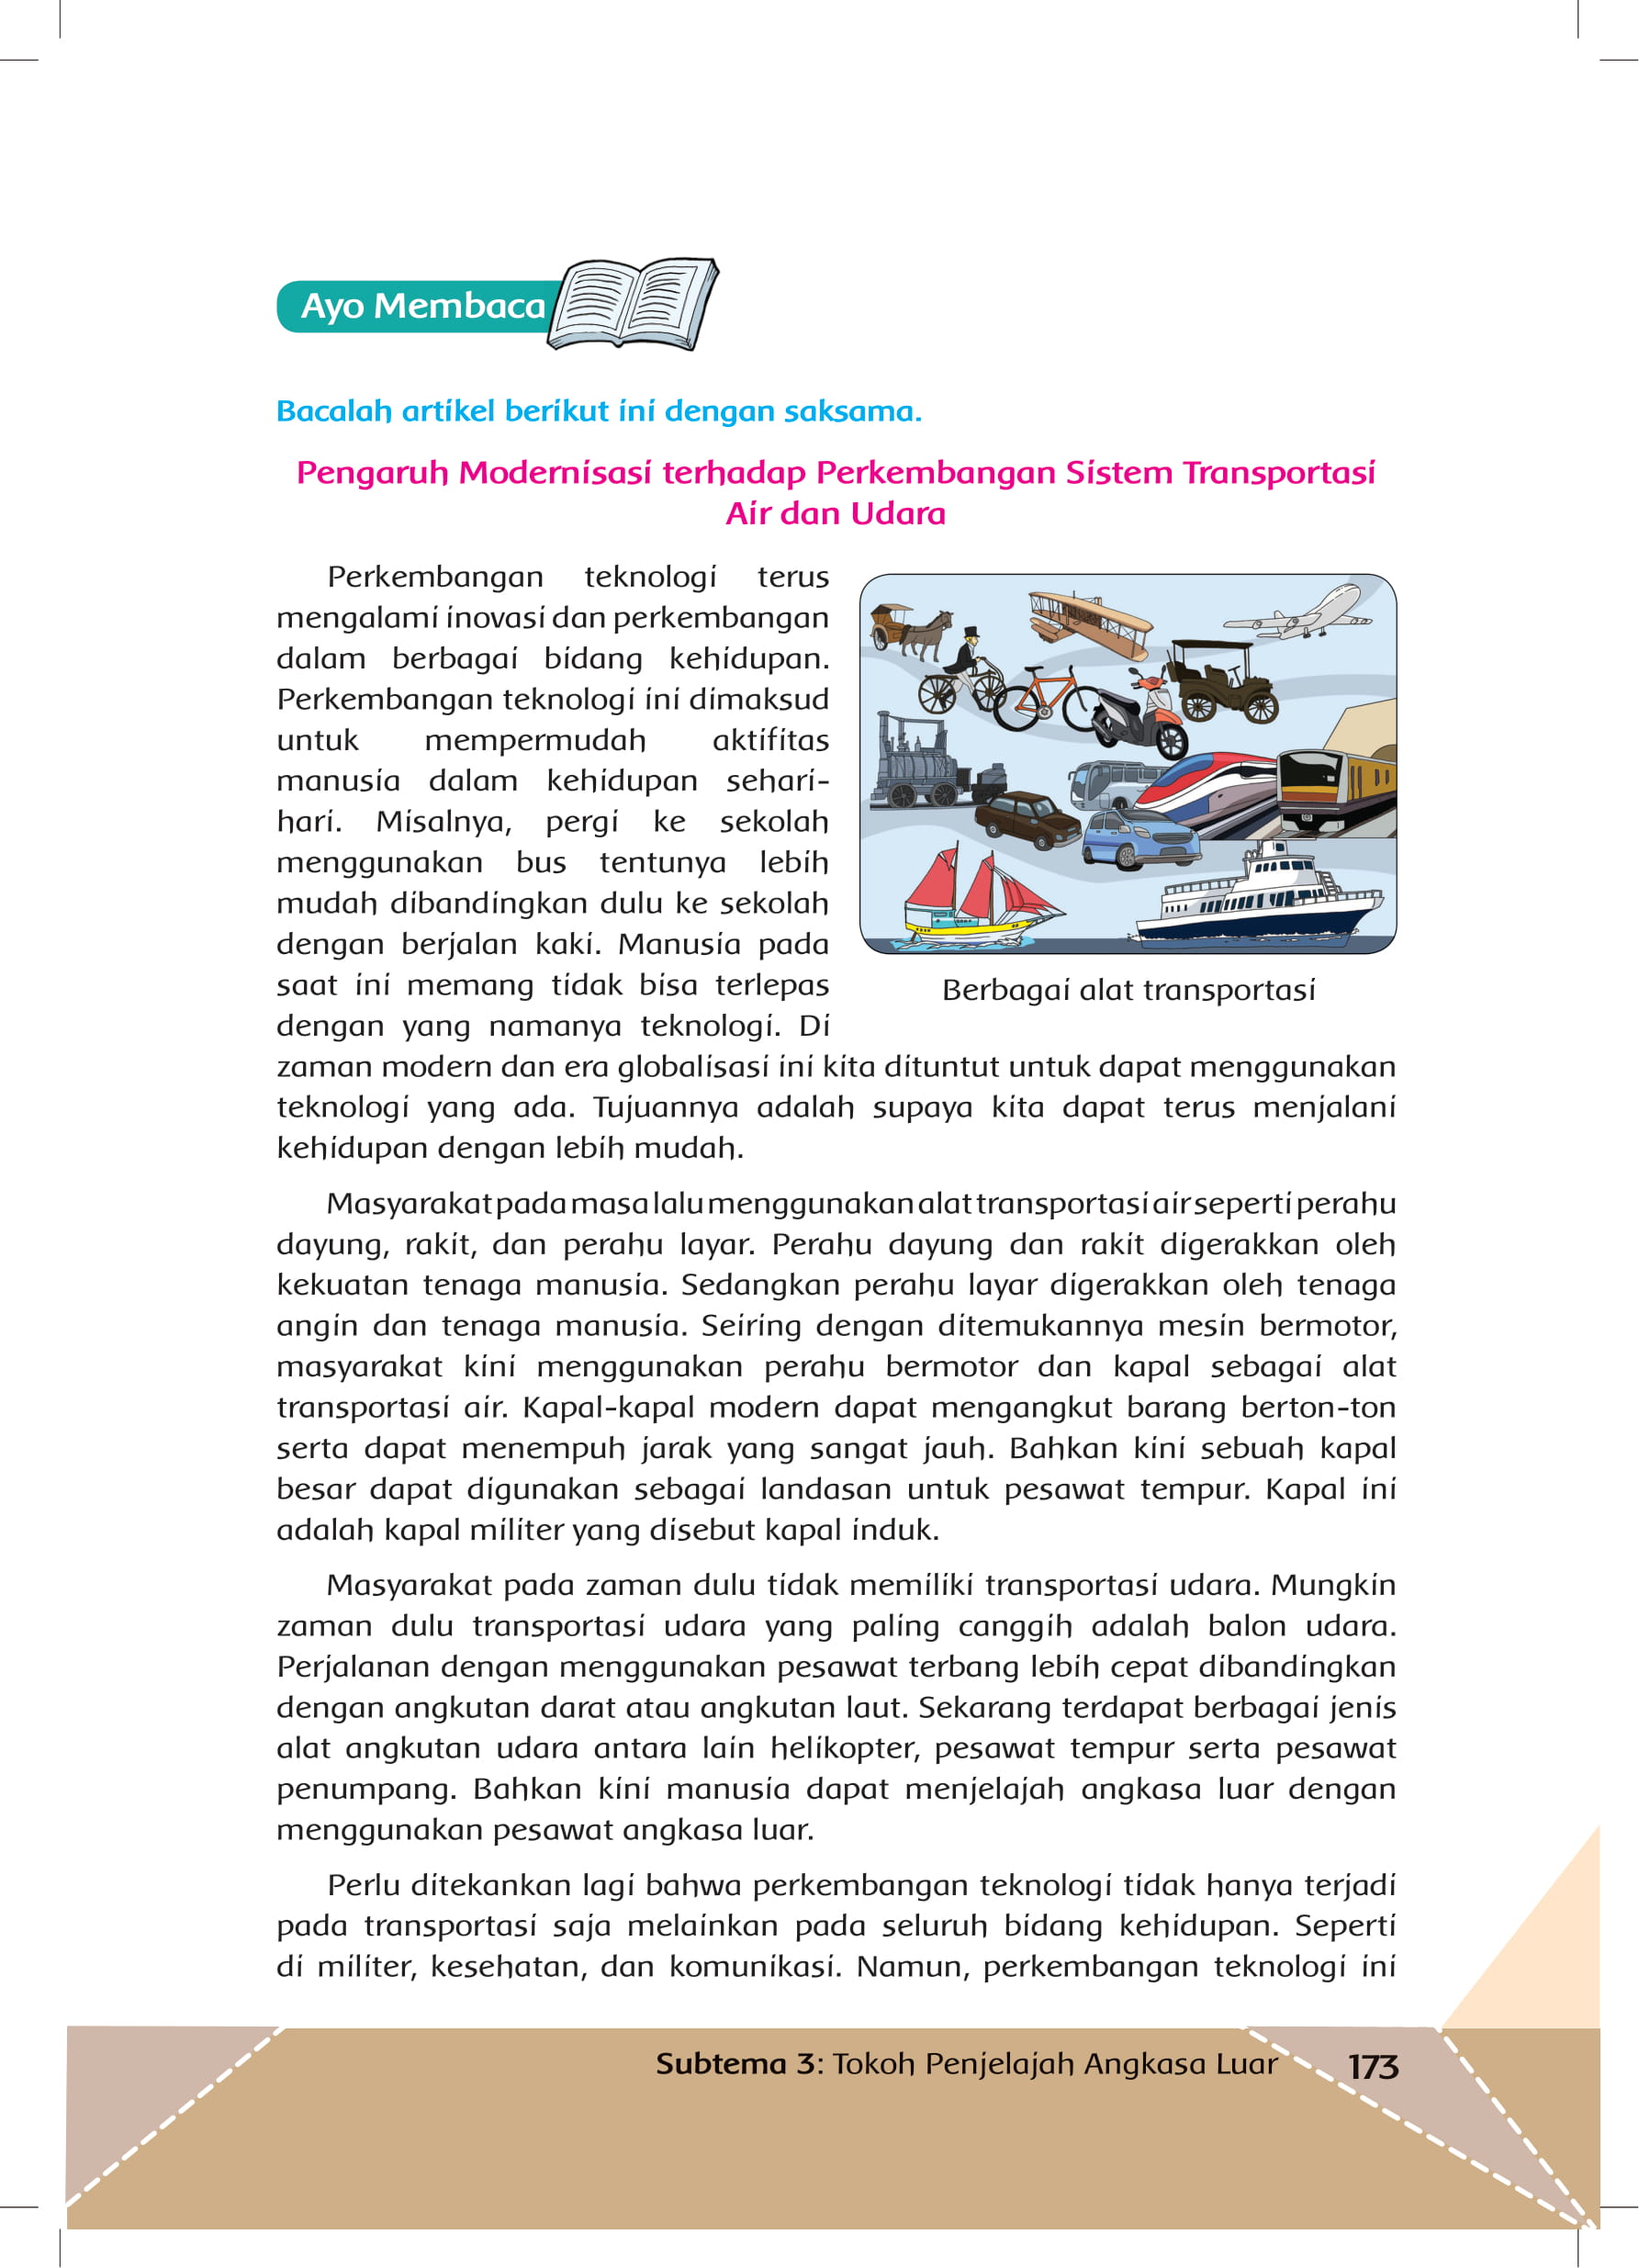 Ayo Membaca
Bacalah artikel berikut ini dengan saksama.
Pengaruh Modernisasi terhadap Perkembangan Sistem Transportasi
Air dan Udara
Perkembangan teknologi terus
mengalami inovasi dan perkembangan
dalam berbagai bidang kehidupan.
Perkembangan teknologi ini dimaksud
untuk mempermudah aktifitas
manusia dalam kehidupan sehari-
hari. Misalnya, pergi ke sekolah
menggunakan bus tentunya lebih
mudah dibandingkan dulu ke sekolah
dengan berjalan kaki. Manusia pada
saat ini memang tidak bisa terlepas
dengan yang namanya teknologi. Di
Berbagai alat transportasi
zaman modern dan era globalisasi ini kita dituntut untuk dapat menggunakan
teknologi yang ada. Tujuannya adalah supaya kita dapat terus menjalani
kehidupan dengan lebih mudah.
Masyarakat pada masa lalu menggunakan alat transportasi air seperti perahu
dayung, rakit, dan perahu layar. Perahu dayung dan rakit digerakkan oleh
kekuatan tenaga manusia. Sedangkan perahu layar digerakkan oleh tenaga
angin dan tenaga manusia. Seiring dengan ditemukannya mesin bermotor,
masyarakat kini menggunakan perahu bermotor dan kapal sebagai alat
transportasi air. Kapal-kapal modern dapat mengangkut barang berton-ton
serta dapat menempuh jarak yang sangat jauh. Bahkan kini sebuah kapal
besar dapat digunakan sebagai landasan untuk pesawat tempur. Kapal ini
adalah kapal militer yang disebut kapal induk.
Masyarakat pada zaman dulu tidak memiliki transportasi udara. Mungkin
zaman dulu transportasi udara yang paling canggih adalah balon udara.
Perjalanan dengan menggunakan pesawat terbang lebih cepat dibandingkan
dengan angkutan darat atau angkutan laut. Sekarang terdapat berbagai jenis
alat angkutan udara antara lain helikopter, pesawat tempur serta pesawat
penumpang. Bahkan kini manusia dapat menjelajah angkasa luar dengan
menggunakan pesawat angkasa luar.
Perlu ditekankan lagi bahwa perkembangan teknologi tidak hanya terjadi
pada transportasi saja melainkan pada seluruh bidang kehidupan. Seperti
di militer, kesehatan, dan komunikasi. Namun, perkembangan teknologi ini
Subtema 3: Tokoh Penjelajah Angkasa Luar 173